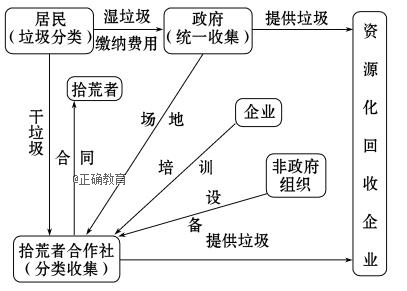 居民
(垃圾分类)
湿垃圾
缴纳费用
政府
(统一收集)
提供垃圾
资源化回收企业
拾荒者
干垃圾
合同
场地
企业
培训
@正确教育
非政府
组织
设备
拾荒者合作社
(分类收集)
提供垃圾